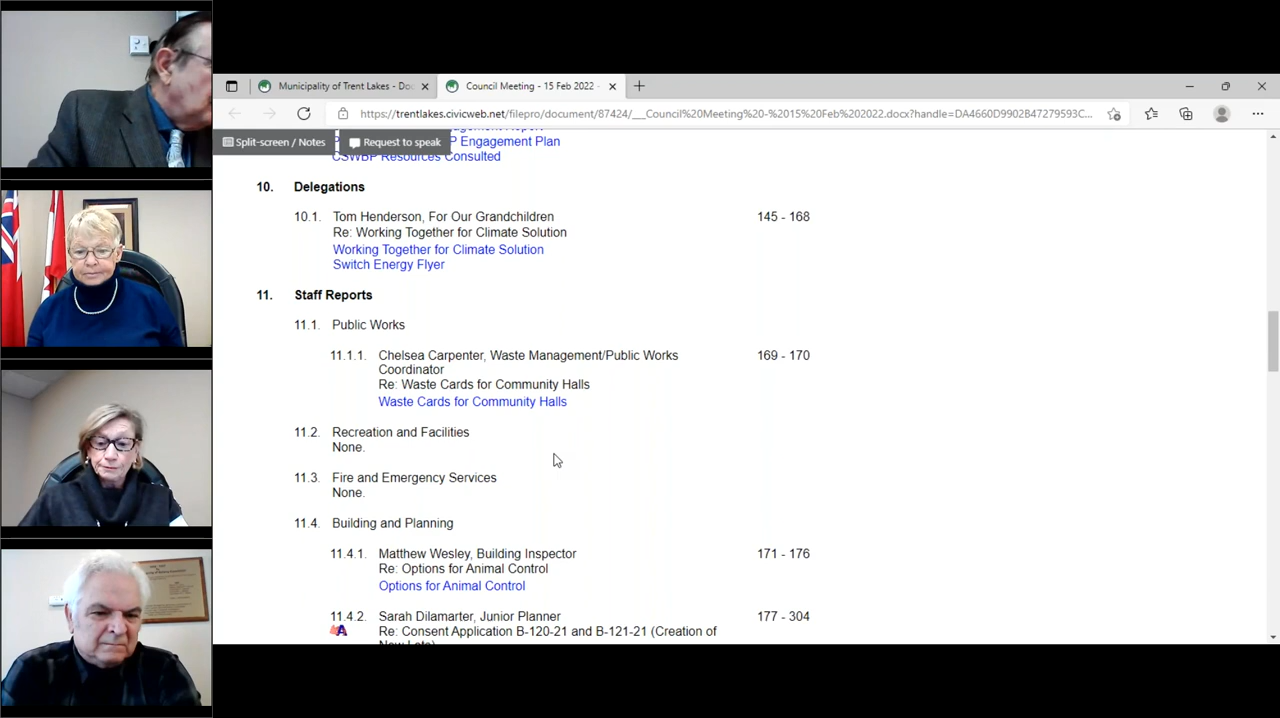 Municipality of Trent Lakes - Dou
Council Meeting - 15 Feb 2022 -
https://trentlakes.civicweb.net/filepro/document/87424/__Council%20Meeting%20-%2015%20Feb%202022.docx?handle=DA4660D9902B47279593C...
Split-screen / Notes
Request to speak
P Engagement Plan
CSWBP Resources Consulted
10. Delegations
10.1. Tom Henderson, For Our Grandchildren 145 - 168
Re: Working Together for Climate Solution
Working Together for Climate Solution
Switch Energy Flyer
11. Staff Reports
11.1. Public Works
11.1.1. Chelsea Carpenter, Waste Management/Public Works 169 - 170
Coordinator
Re: Waste Cards for Community Halls
Waste Cards for Community Halls
11.2. Recreation and Facilities
None.
11.3. Fire and Emergency Services
None.
11.4. Building and Planning
11.4.1. Matthew Wesley, Building Inspector 171 - 176
Re: Options for Animal Control
Options for Animal Control
11.4.2. Sarah Dilamarter, Junior Planner 177 - 304
Re: Consent Application B-120-21 and B-121-21 (Creation of
New Lots)